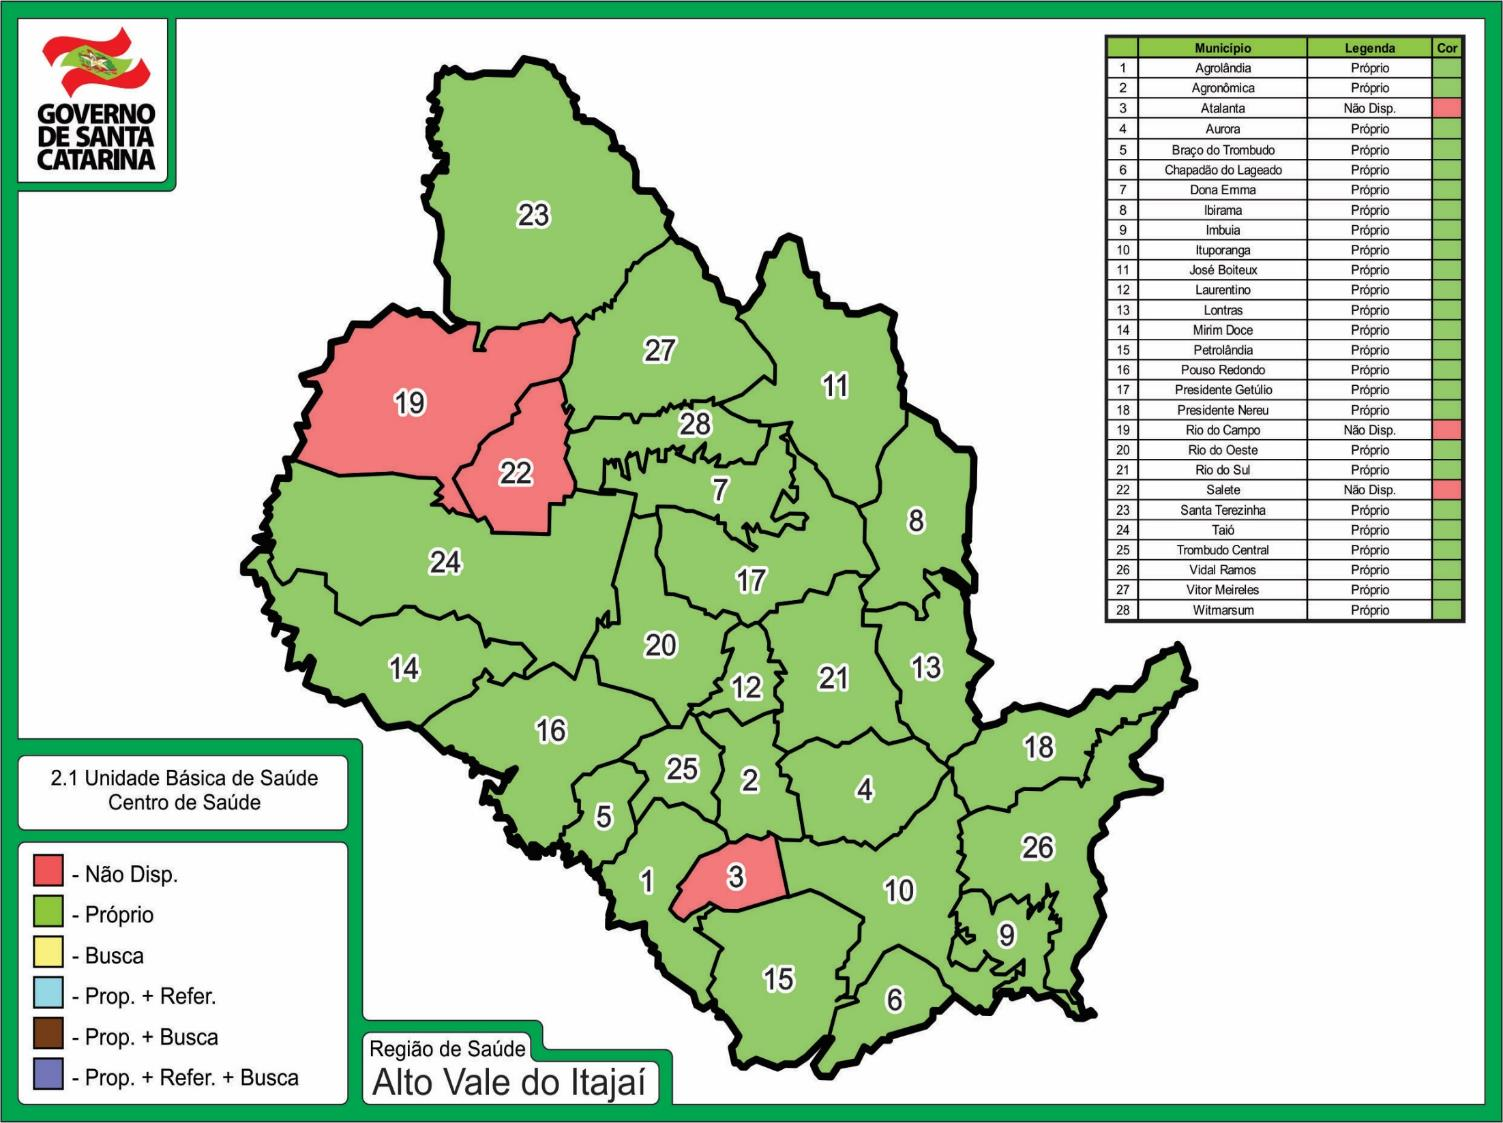 GOVERNO
DE SANTA
CATARINA
Município Legenda Cor
1 Agrolândia Próprio
2 Agronômica Próprio
3 Atalanta Não Disp.
4 Aurora Próprio
5 Braço do Trombudo Próprio
6 Chapadão do Lageado Próprio
7 Dona Emma Próprio
8 Ibirama Próprio
9 Imbuia Próprio
10 Ituporanga Próprio
11 José Boiteux Próprio
12 Laurentino Próprio
13 Lontras Próprio
14 Mirim Doce Próprio
15 Petrolândia Próprio
16 Pouso Redondo Próprio
17 Presidente Getúlio Próprio
18 Presidente Nereu Próprio
19 Rio do Campo Não Disp.
20 Rio do Oeste Próprio
21 Rio do Sul Próprio
22 Salete Não Disp.
23 Santa Terezinha Próprio
24 Taió Próprio
25 Trombudo Central Próprio
26 Vidal Ramos Próprio
27 Vitor Meireles Próprio
28 Witmarsum Próprio
23
27
11
19
28
22
7
8
24
17
20
14
12
21
13
16
18
25
2
4
5
26
1
3
10
9
15
6
2.1 Unidade Básica de Saúde
Centro de Saúde
- Não Disp.
- Próprio
- Busca
- Prop. + Refer.
- Prop. + Busca
- Prop. + Refer. + Busca
Região de Saúde
Alto Vale do Itajaí